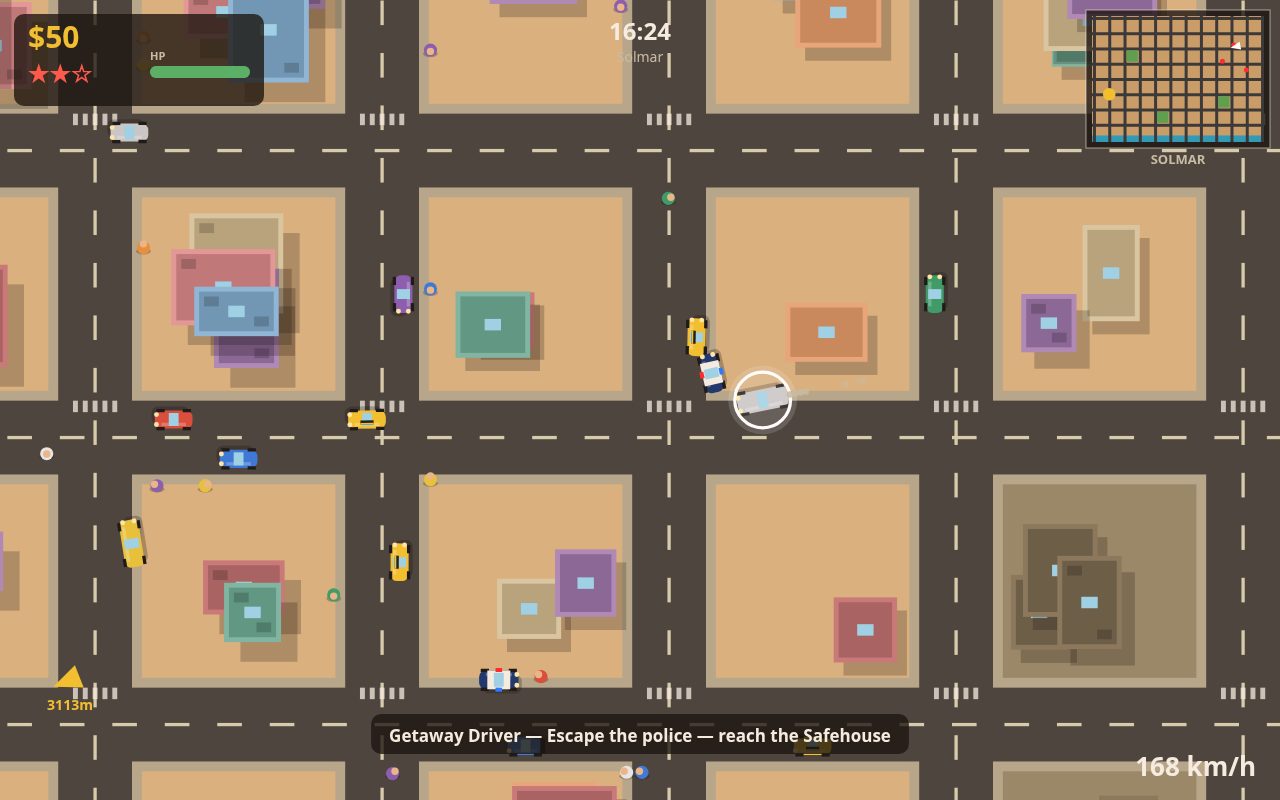 $50
HP
16:24
Solmar
SOLMAR
3113m
Getaway Driver — Escape the police — reach the Safehouse
168 km/h